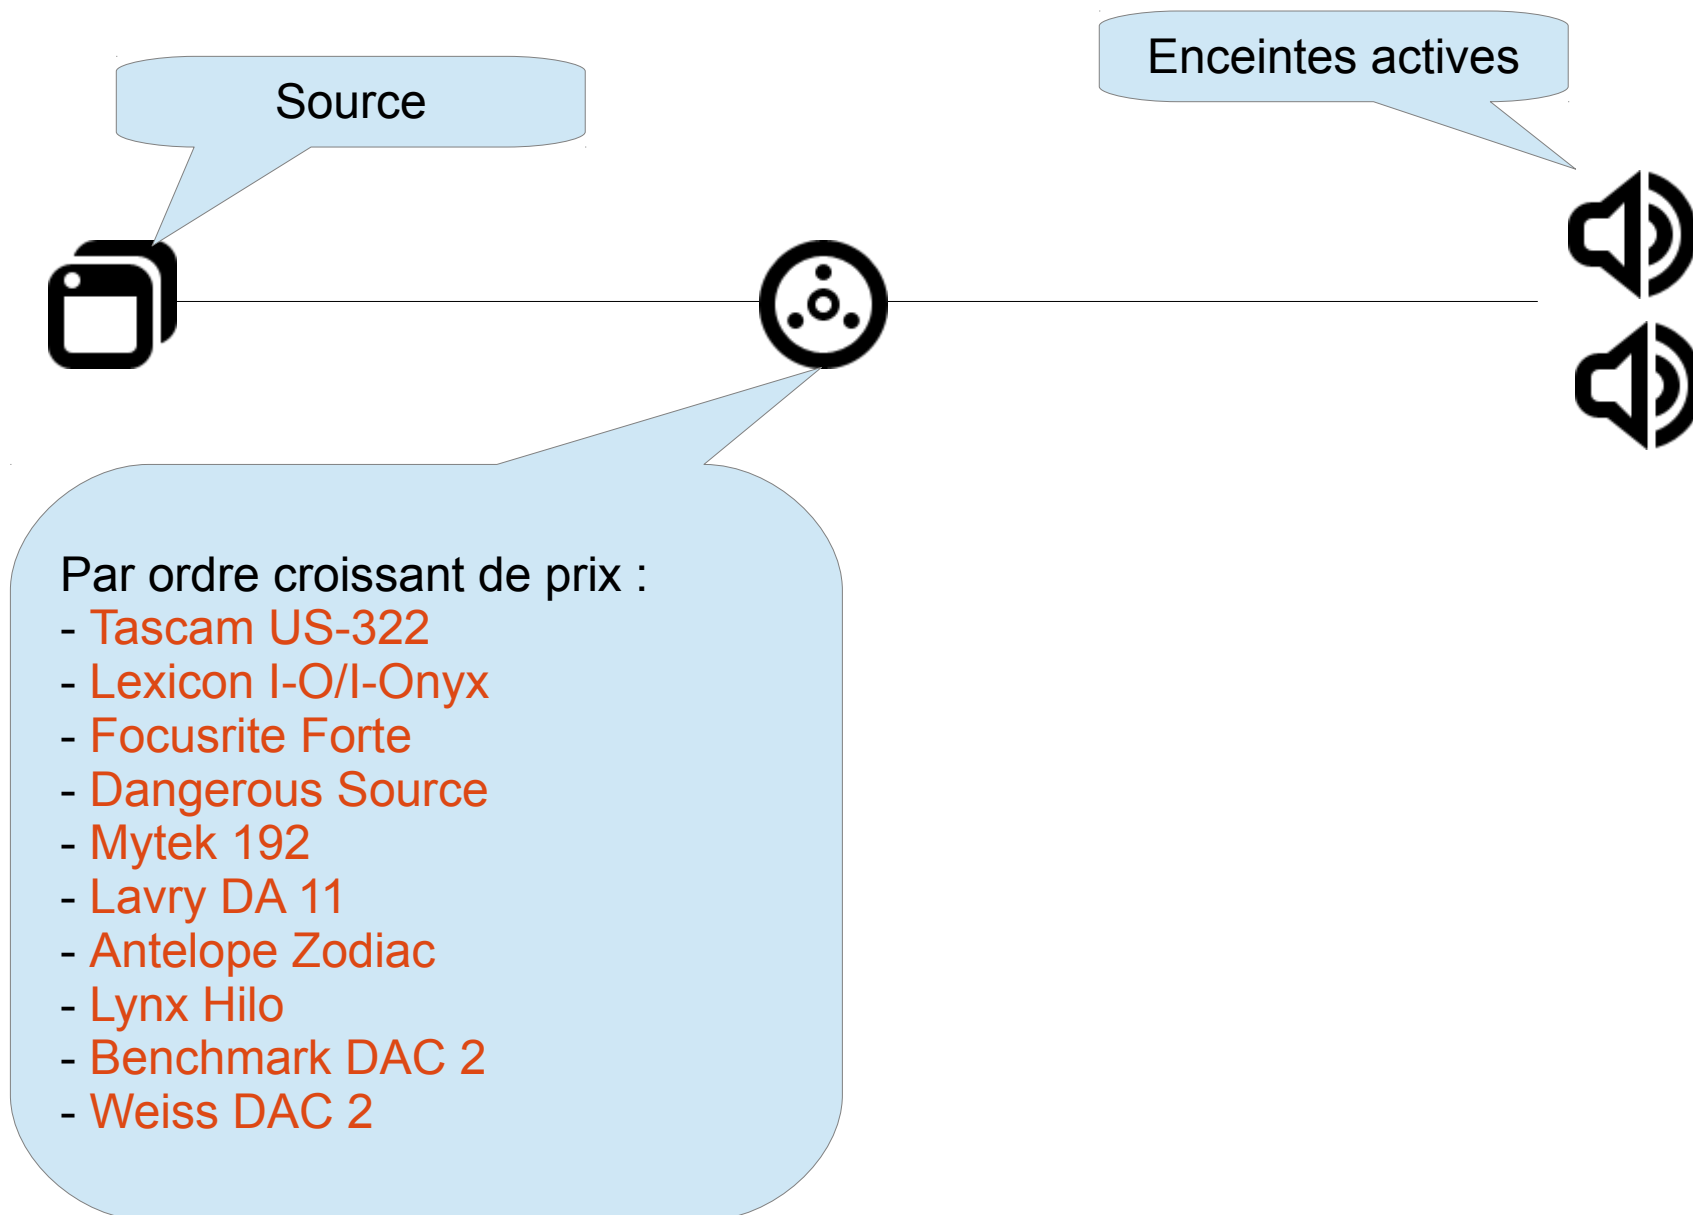 Enceintes actives
Source
Par ordre croissant de prix :
- Tascam US-322
- Lexicon I-O/I-Onyx
- Focusrite Forte
- Dangerous Source
- Mytek 192
- Lavry DA 11
- Antelope Zodiac
- Lynx Hilo
- Benchmark DAC 2
- Weiss DAC 2